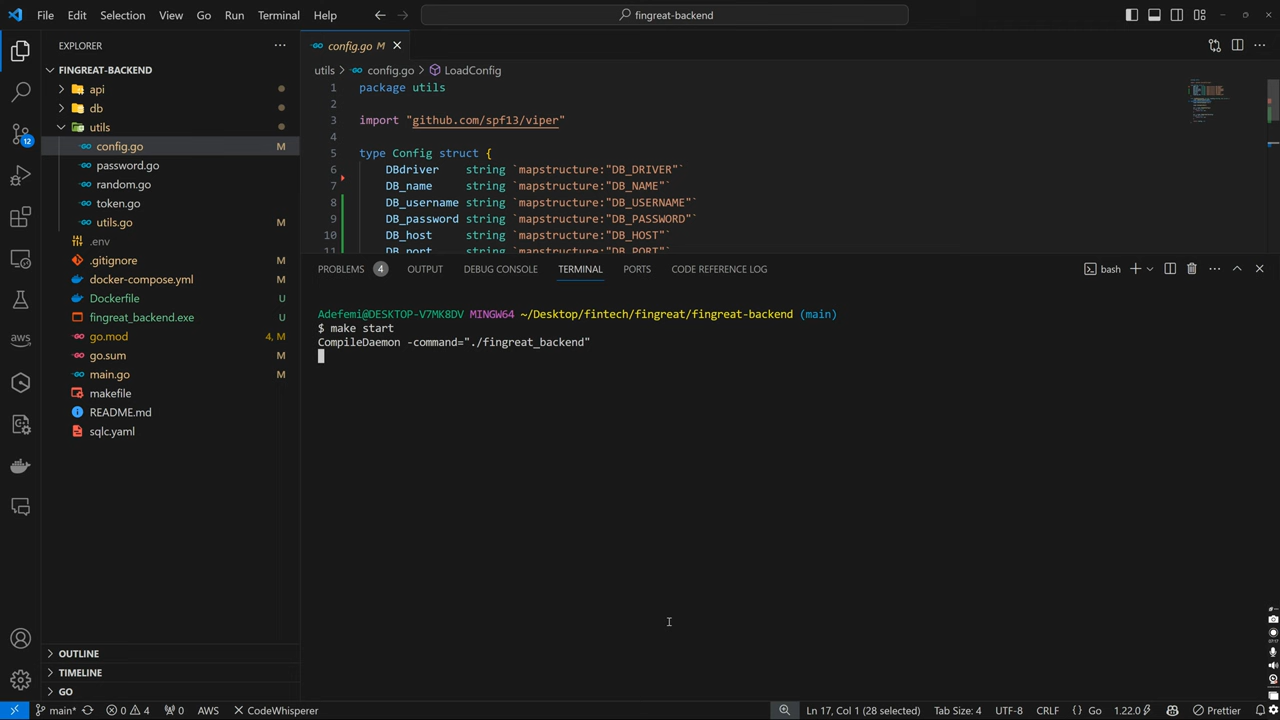 File Edit Selection View Go Run Terminal Help
fingreat-backend
EXPLORER
FINGREAT-BACKEND
api
db
utils
config.go M
password.go
random.go
token.go
utils.go M
.env
.gitignore
docker-compose.yml
Dockerfile U
fingreat_backend.exe U
go.mod 4, M
go.sum
main.go M
makefile
README.md
sqlc.yaml
OUTLINE
TIMELINE
GO
12
aws
config.go M
utils > config.go > LoadConfig
1 package utils
2
3 import "github.com/spf13/viper"
4
5 type Config struct {
6 DBdriver string `mapstructure:"DB_DRIVER"`
7 DB_name string `mapstructure:"DB_NAME"`
8 DB_username string `mapstructure:"DB_USERNAME"`
9 DB_password string `mapstructure:"DB_PASSWORD"`
10 DB_host string `mapstructure:"DB_HOST"`
11 DB_port string `mapstructure:"DB_PORT"`
PROBLEMS 4 OUTPUT DEBUG CONSOLE TERMINAL PORTS CODE REFERENCE LOG
bash
Adefemi@DESKTOP-V7MK8DV MINGW64 ~/Desktop/fintech/fingreat/fingreat-backend (main)
$ make start
CompileDaemon -command="./fingreat_backend"
main* 0 4 0 AWS CodeWhisperer
Ln 17, Col 1 (28 selected) Tab Size: 4 UTF-8 CRLF Go 1.22.0 Prettier